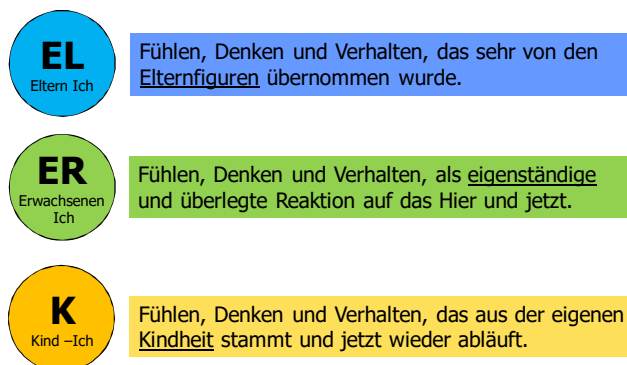 EL
Eltern Ich
Fühlen, Denken und Verhalten, das sehr von den
Elternfiguren übernommen wurde.
ER
Erwachsenen
Ich
Fühlen, Denken und Verhalten, als eigenständige
und überlegte Reaktion auf das Hier und jetzt.
K
Kind –Ich
Fühlen, Denken und Verhalten, das aus der eigenen
Kindheit stammt und jetzt wieder abläuft.